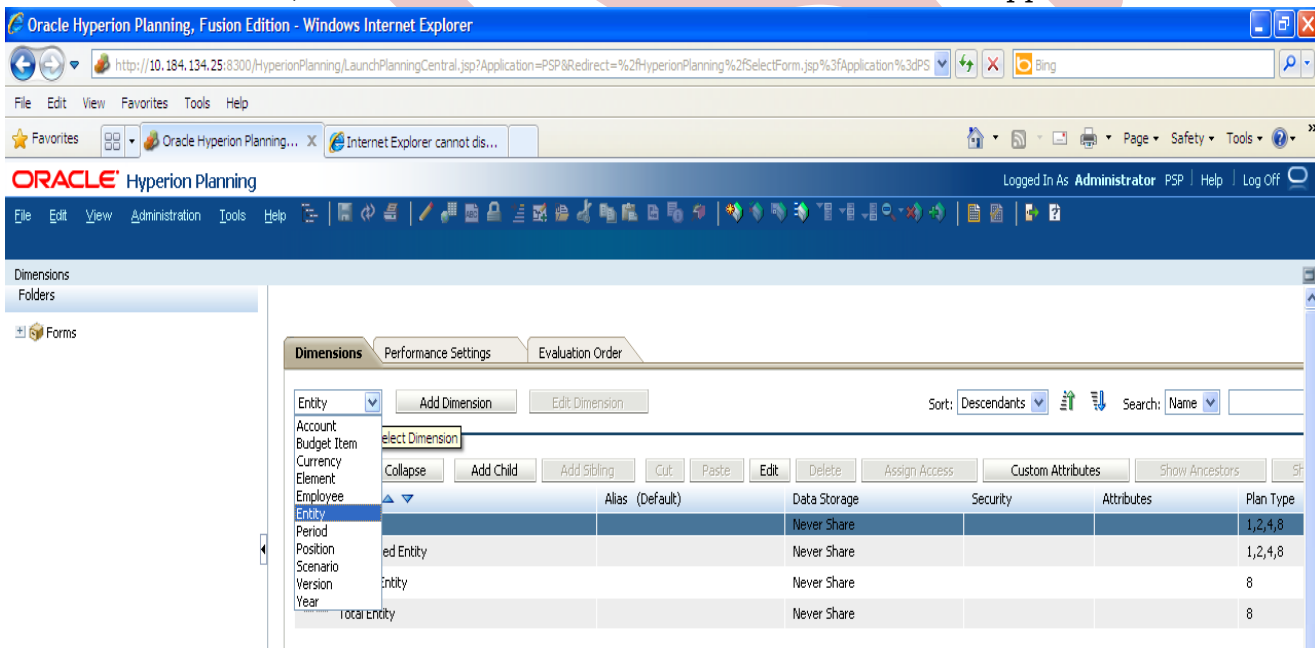 Oracle Hyperion Planning, Fusion Edition - Windows Internet Explorer
http://10.184.134.25:8300/HyperionPlanning/LaunchPlanningCentral.jsp?Application=PSP&Redirect=%2fHyperionPlanning%2fSelectForm.jsp%3fApplication%3dPS Bing
File Edit View Favorites Tools Help
Favorites Oracle Hyperion Planning... X Internet Explorer cannot dis... Page Safety Tools
ORACLE Hyperion Planning Logged In As Administrator PSP | Help | Log Off
File Edit View Administration Tools Help
Dimensions
Folders
Forms
Dimensions Performance Settings Evaluation Order
Entity Add Dimension Edit Dimension Sort: Descendants Search: Name
Account
Budget Item elect Dimension
Currency Collapse Add Child Add Sibling Cut Paste Edit Delete Assign Access Custom Attributes Show Ancestors Sh
Element
Employee Alias (Default) Data Storage Security Attributes Plan Type
Entity Never Share 1,2,4,8
Period
Position ed Entity Never Share 1,2,4,8
Scenario
Version Entity Never Share 8
Year
Total Entity Never Share 8